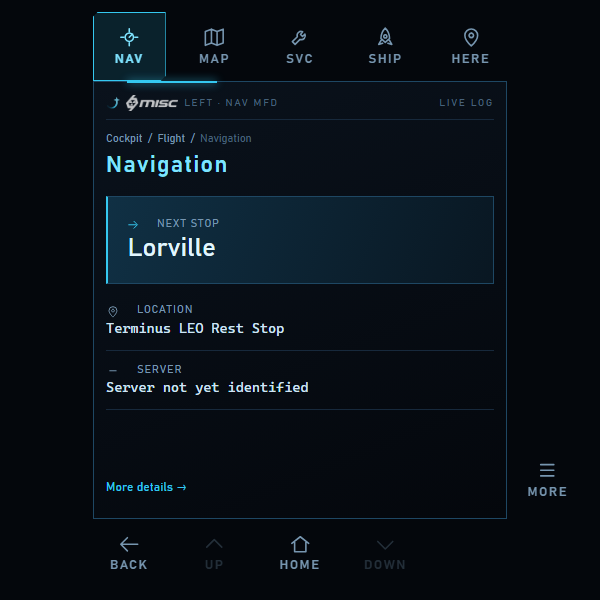 NAV
MAP
SVC
SHIP
HERE
misc LEFT · NAV MFD
LIVE LOG
Cockpit / Flight / Navigation
Navigation
→ NEXT STOP
Lorville
LOCATION
Terminus LEO Rest Stop
— SERVER
Server not yet identified
More details →
MORE
BACK
UP
HOME
DOWN